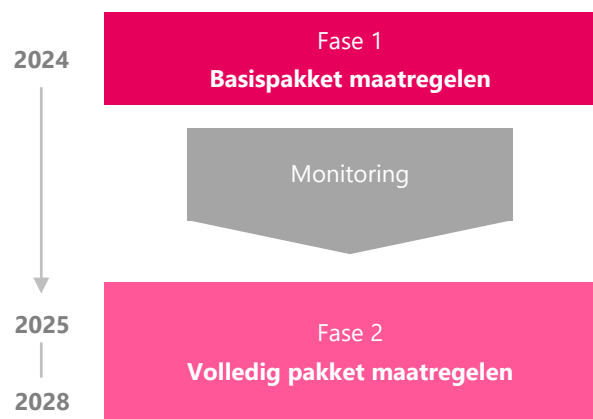 2024
Fase 1
Basispakket maatregelen
Monitoring
2025
Fase 2
Volledig pakket maatregelen
2028